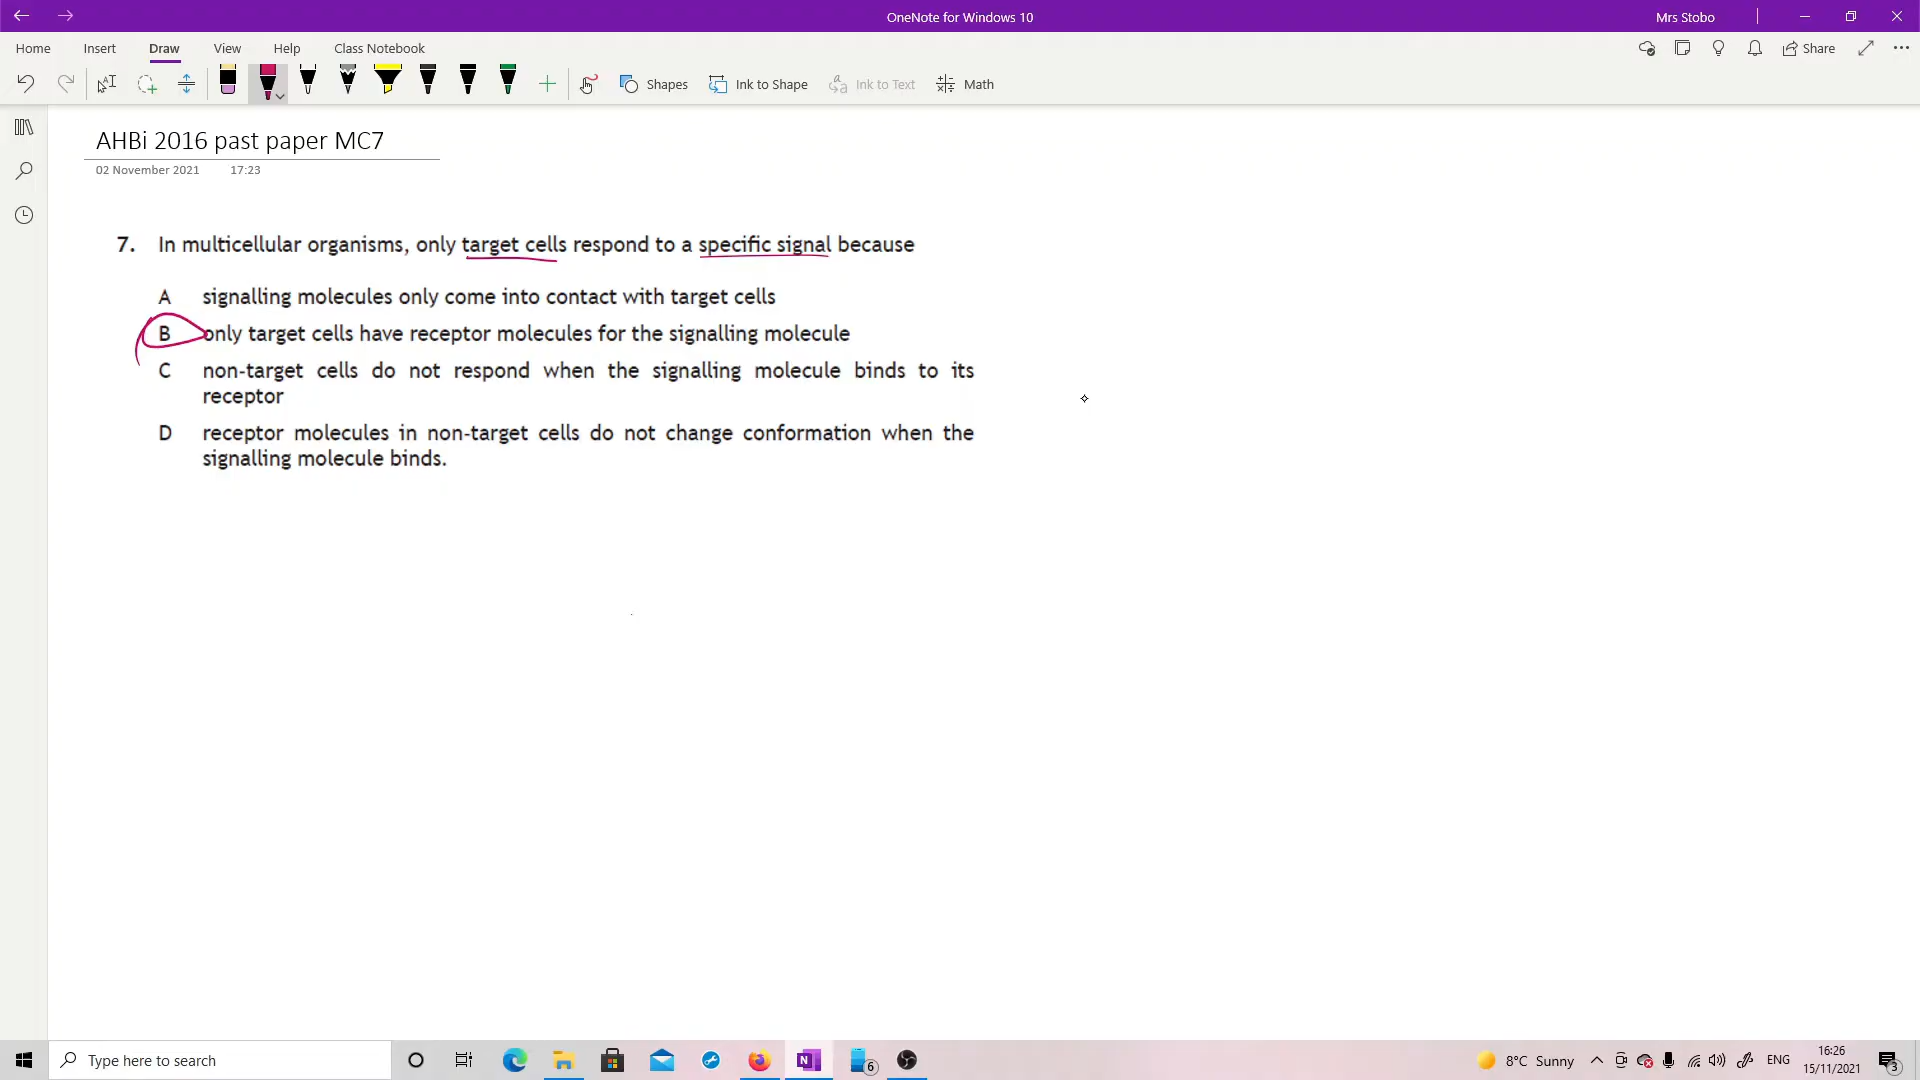 OneNote for Windows 10
Mrs Stobo
Home Insert Draw View Help Class Notebook
Share
Shapes Ink to Shape Ink to Text Math
AHBi 2016 past paper MC7
02 November 2021 17:23
7. In multicellular organisms, only target cells respond to a specific signal because
A signalling molecules only come into contact with target cells
B only target cells have receptor molecules for the signalling molecule
C non-target cells do not respond when the signalling molecule binds to its
receptor
D receptor molecules in non-target cells do not change conformation when the
signalling molecule binds.
Type here to search
6
8°C Sunny
ENG
16:26
15/11/2021
3